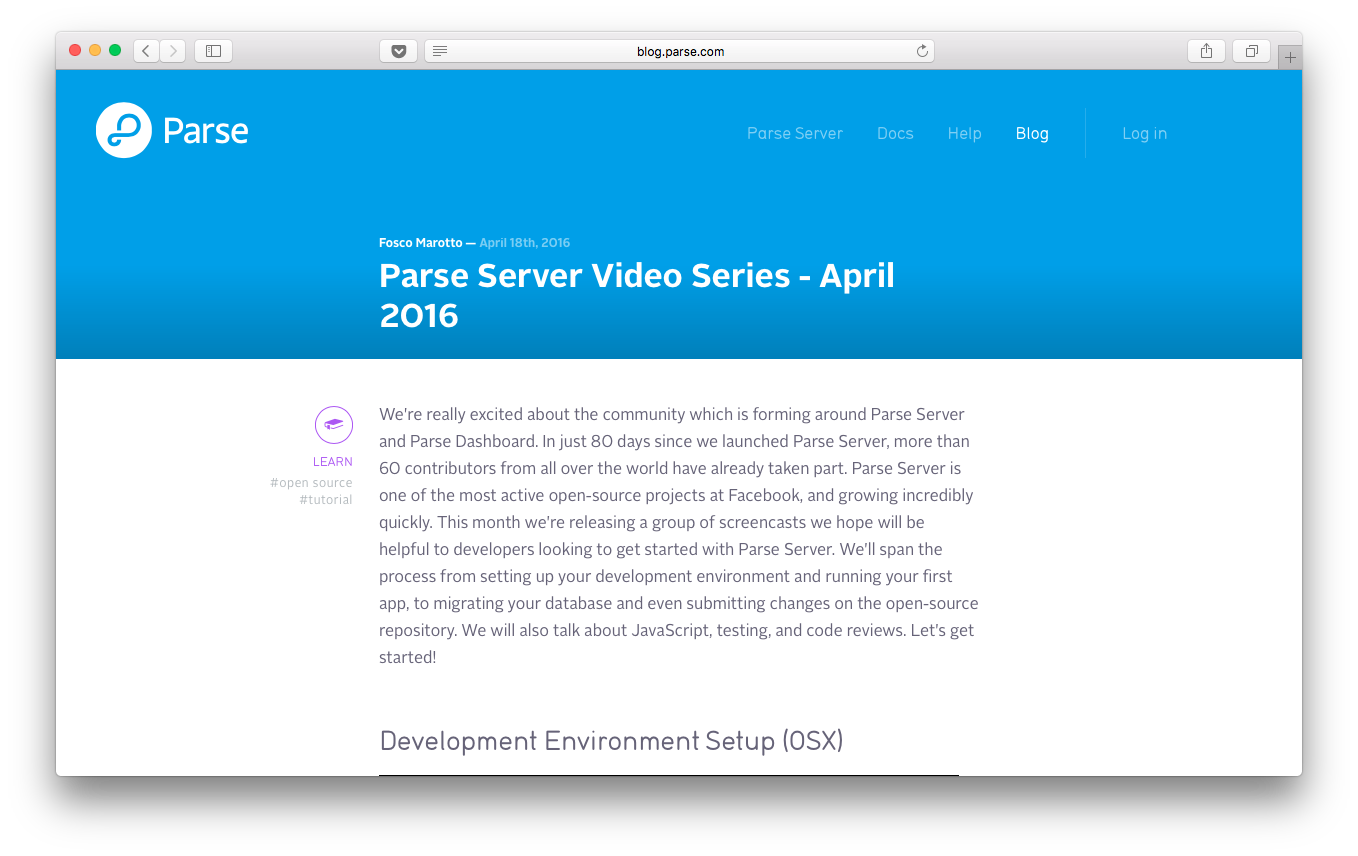 blog.parse.com
Parse
Parse Server Docs Help Blog Log in
Fosco Marotto — April 18th, 2016
Parse Server Video Series - April
2016
LEARN
#open source
#tutorial
We're really excited about the community which is forming around Parse Server
and Parse Dashboard. In just 80 days since we launched Parse Server, more than
60 contributors from all over the world have already taken part. Parse Server is
one of the most active open-source projects at Facebook, and growing incredibly
quickly. This month we're releasing a group of screencasts we hope will be
helpful to developers looking to get started with Parse Server. We'll span the
process from setting up your development environment and running your first
app, to migrating your database and even submitting changes on the open-source
repository. We will also talk about JavaScript, testing, and code reviews. Let's get
started!
Development Environment Setup (OSX)